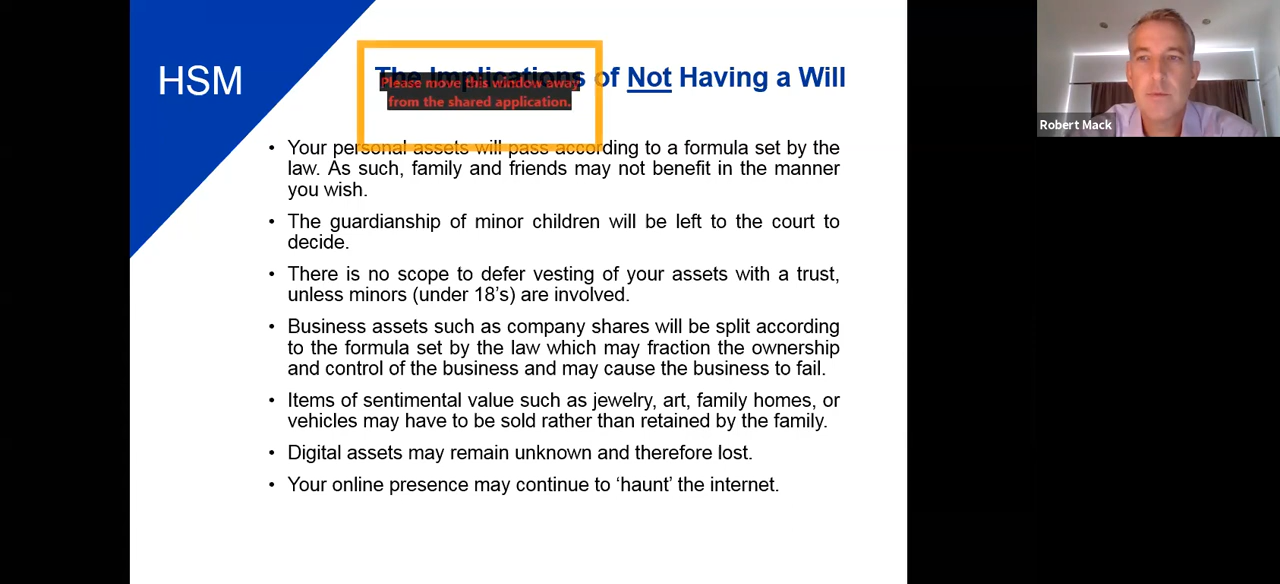 HSM
The Implications of Not Having a Will
Please move this window away
from the shared application.
Robert Mack
• Your personal assets will pass according to a formula set by the
law. As such, family and friends may not benefit in the manner
you wish.
• The guardianship of minor children will be left to the court to
decide.
• There is no scope to defer vesting of your assets with a trust,
unless minors (under 18’s) are involved.
• Business assets such as company shares will be split according
to the formula set by the law which may fraction the ownership
and control of the business and may cause the business to fail.
• Items of sentimental value such as jewelry, art, family homes, or
vehicles may have to be sold rather than retained by the family.
• Digital assets may remain unknown and therefore lost.
• Your online presence may continue to ‘haunt’ the internet.